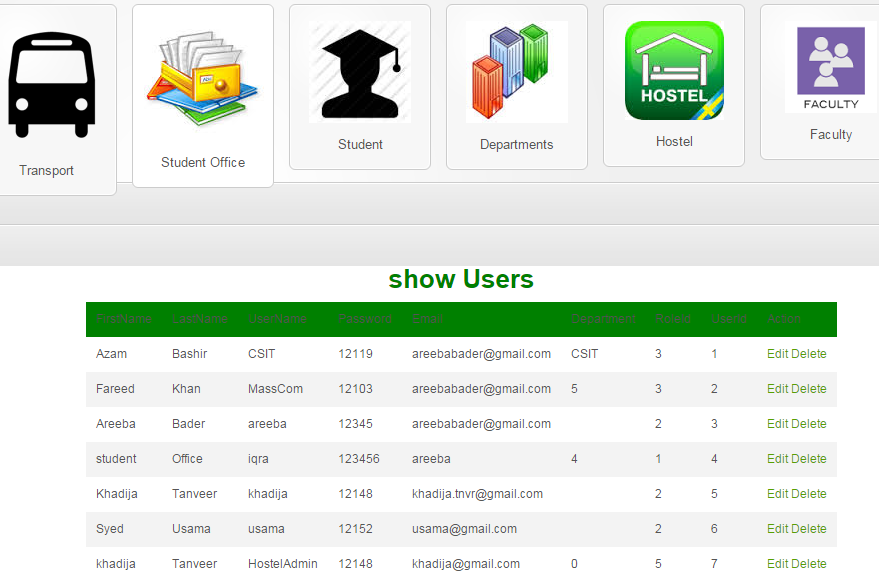 HOSTEL
FACULTY
Transport
Student Office
Student
Departments
Hostel
Faculty
show Users
FirstName LastName UserName Password Email Department RoleId UserId Action
Azam Bashir CSIT 12119 areebabader@gmail.com CSIT 3 1 Edit Delete
Fareed Khan MassCom 12103 areebabader@gmail.com 5 3 2 Edit Delete
Areeba Bader areeba 12345 areebabader@gmail.com 2 3 Edit Delete
student Office iqra 123456 areeba 4 1 4 Edit Delete
Khadija Tanveer khadija 12148 khadija.tnvr@gmail.com 2 5 Edit Delete
Syed Usama usama 12152 usama@gmail.com 2 6 Edit Delete
khadija Tanveer HostelAdmin 12148 khadija@gmail.com 0 5 7 Edit Delete